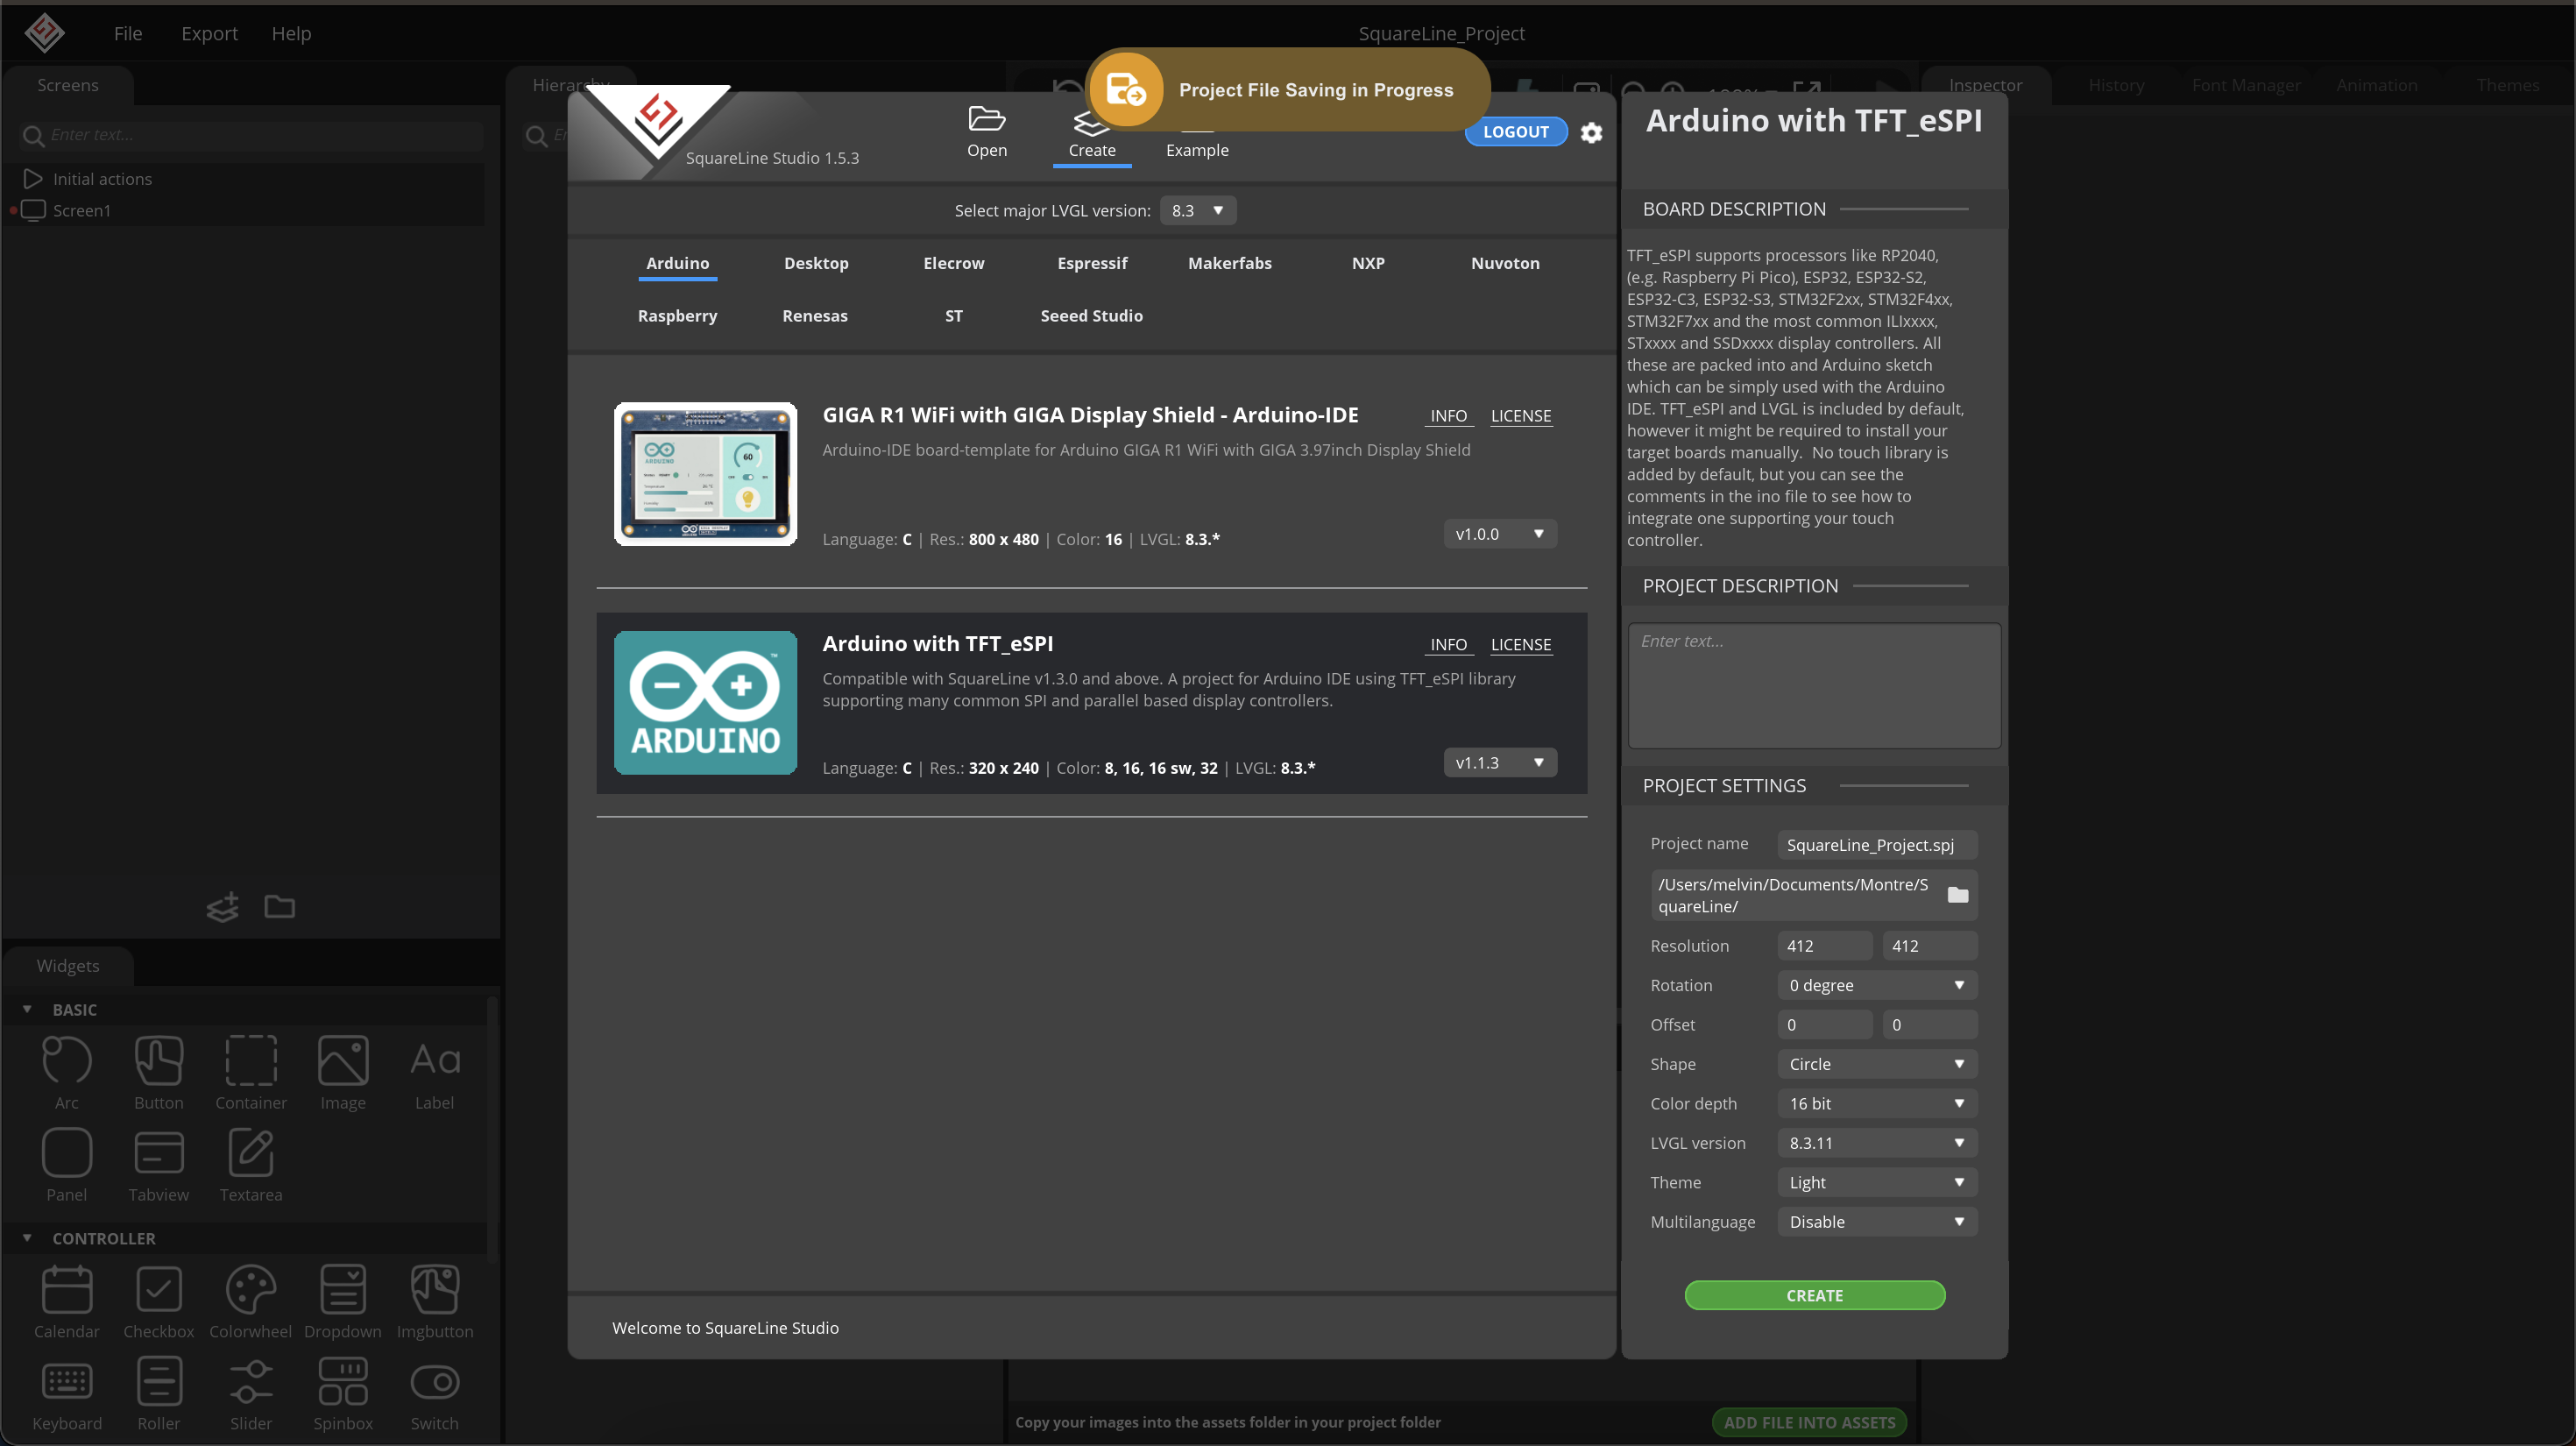 File
Export
Help
SquareLine_Project
Project File Saving in Progress
Screens
Enter text...
Initial actions
Screen1
Hierarchy
SquareLine Studio 1.5.3
Open
Create
Example
LOGOUT
Select major LVGL version:
8.3
Arduino
Desktop
Elecrow
Espressif
Makerfabs
NXP
Nuvoton
Raspberry
Renesas
ST
Seeed Studio
GIGA R1 WiFi with GIGA Display Shield - Arduino-IDE
INFO
LICENSE
Arduino-IDE board-template for Arduino GIGA R1 WiFi with GIGA 3.97inch Display Shield
Language: C | Res.: 800 x 480 | Color: 16 | LVGL: 8.3.*
v1.0.0
ARDUINO
60
Arduino with TFT_eSPI
INFO
LICENSE
Compatible with SquareLine v1.3.0 and above. A project for Arduino IDE using TFT_eSPI library
supporting many common SPI and parallel based display controllers.
ARDUINO
™
Language: C | Res.: 320 x 240 | Color: 8, 16, 16 sw, 32 | LVGL: 8.3.*
v1.1.3
Welcome to SquareLine Studio
Inspector
History
Font Manager
Animation
Themes
Arduino with TFT_eSPI
BOARD DESCRIPTION
TFT_eSPI supports processors like RP2040,
(e.g. Raspberry Pi Pico), ESP32, ESP32-S2,
ESP32-C3, ESP32-S3, STM32F2xx, STM32F4xx,
STM32F7xx and the most common ILIxxxx,
STxxxx and SSDxxxx display controllers. All
these are packed into and Arduino sketch
which can be simply used with the Arduino
IDE. TFT_eSPI and LVGL is included by default,
however it might be required to install your
target boards manually.  No touch library is
added by default, but you can see the
comments in the ino file to see how to
integrate one supporting your touch
controller.
PROJECT DESCRIPTION
Enter text...
PROJECT SETTINGS
Project name
SquareLine_Project.spj
/Users/melvin/Documents/Montre/S
quareLine/
Resolution
412
412
Rotation
0 degree
Offset
0
0
Shape
Circle
Color depth
16 bit
LVGL version
8.3.11
Theme
Light
Multilanguage
Disable
CREATE
Widgets
BASIC
Arc
Button
Container
Image
Aa
Label
Panel
Tabview
Textarea
CONTROLLER
Calendar
Checkbox
Colorwheel
Dropdown
Imgbutton
Keyboard
Roller
Slider
Spinbox
Switch
Copy your images into the assets folder in your project folder
ADD FILE INTO ASSETS